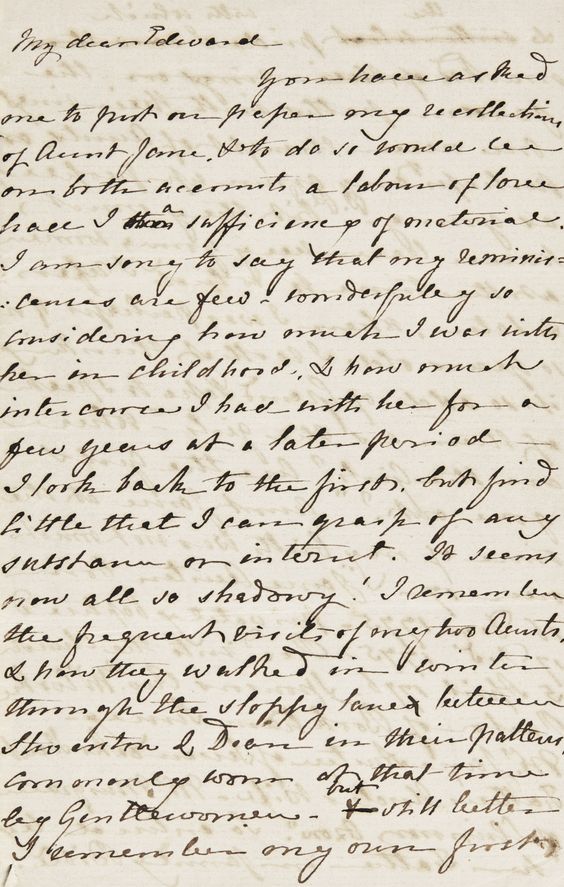 My dear Edward
You have asked
me to put on paper my recollections
of Aunt Jane, & to do so would be
on both accounts a labour of love
had I a sufficiency of material.
I am sorry to say that my reminis=
:cences are few - wonderfully so
considering how much I was with
her in childhood, & how much
intercourse I had with her for a
few years at a later period -
I look back to the first, but find
little that I can grasp of any
substance or interest. It seems
now all so shadowy! I remember
the frequent visits of my two Aunts,
& how they walked in winter
through the sloppy lane between
Steventon & Dean in their pattens,
commonly worn at that time
by Gentlewomen - but still better
I remember my own first